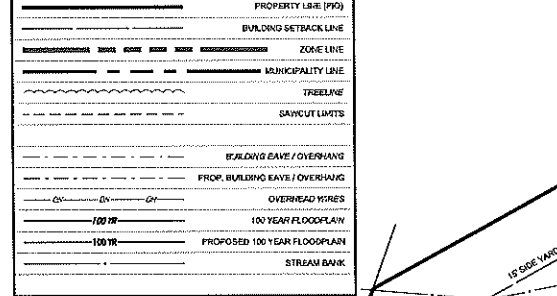 PROPERTY LINE (PIQ)
BUILDING SETBACK LINE
ZONE LINE
MUNICIPALITY LINE
TREELINE
SAWCUT LIMITS
BUILDING EAVE / OVERHANG
PROP. BUILDING EAVE / OVERHANG
OH OH OH OVERHEAD WIRES
100 YR 100 YEAR FLOODPLAIN
100 YR PROPOSED 100 YEAR FLOODPLAIN
STREAM BANK
15' SIDE YARD